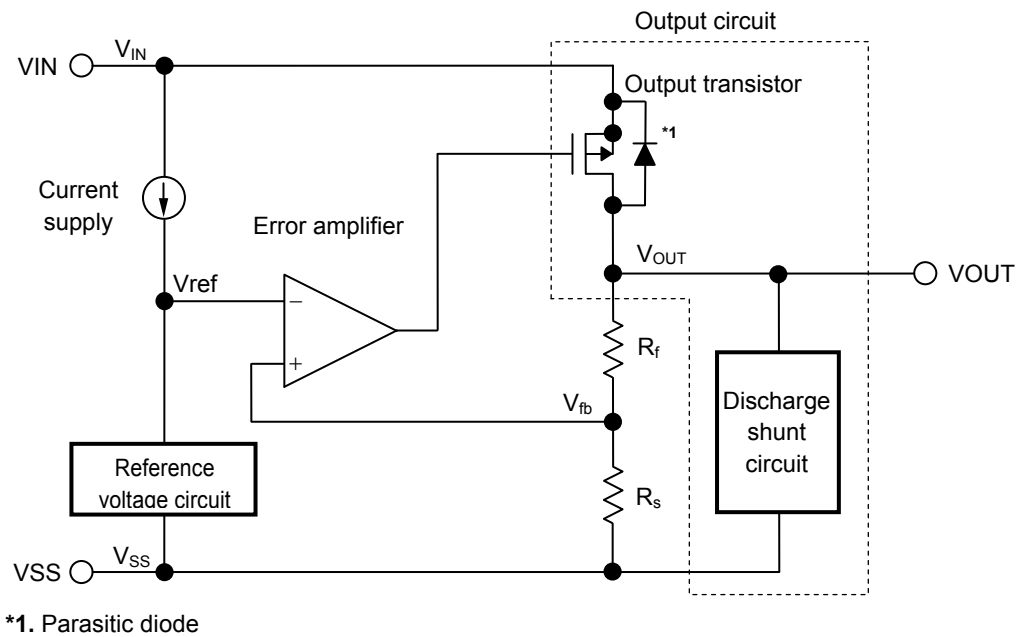 Output circuit
VIN
VIN
Output transistor
*1
Current
supply
Error amplifier
Vref
−
+
VOUT
VOUT
Rf
Vfb
Discharge
shunt
circuit
Reference
voltage circuit
Rs
VSS
VSS
*1. Parasitic diode